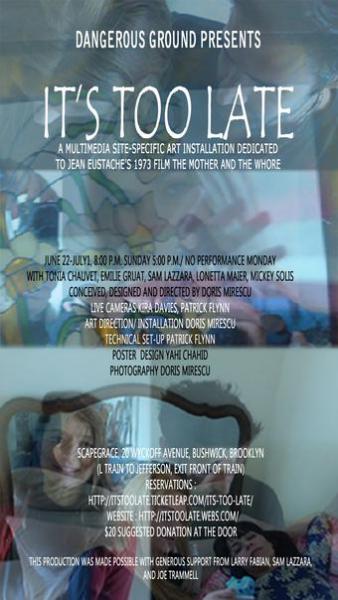 DANGEROUS GROUND PRESENTS
IT'S TOO LATE
A MULTIMEDIA SITE-SPECIFIC ART INSTALLATION DEDICATED
TO JEAN EUSTACHE'S 1973 FILM THE MOTHER AND THE WHORE
JUNE 22-JULY1, 8:00 P.M. SUNDAY 5:00 P.M./ NO PERFORMANCE MONDAY
WITH TONIA CHAUVET, EMILIE GRUAT, SAM LAZZARA, LONETTA MAIER, MICKEY SOLIS
CONCEIVED, DESIGNED AND DIRECTED BY DORIS MIRESCU
LIVE CAMERAS KIRA DAVIES, PATRICK FLYNN
ART DIRECTION/ INSTALLATION DORIS MIRESCU
TECHNICAL SET-UP PATRICK FLYNN
POSTER DESIGN YAHI CHAHID
PHOTOGRAPHY DORIS MIRESCU
SCAPEGRACE, 20 WYCKOFF AVENUE, BUSHWICK, BROOKLYN
(L TRAIN TO JEFFERSON, EXIT FRONT OF TRAIN)
RESERVATIONS :
HTTP://ITSTOOLATE.TICKETLEAP.COM/ITS-TOO-LATE/
WEBSITE : HTTP://ITSTOOLATE.WEBS.COM/
$20 SUGGESTED DONATION AT THE DOOR
THIS PRODUCTION WAS MADE POSSIBLE WITH GENEROUS SUPPORT FROM LARRY FABIAN, SAM LAZZARA,
AND JOE TRAMMELL